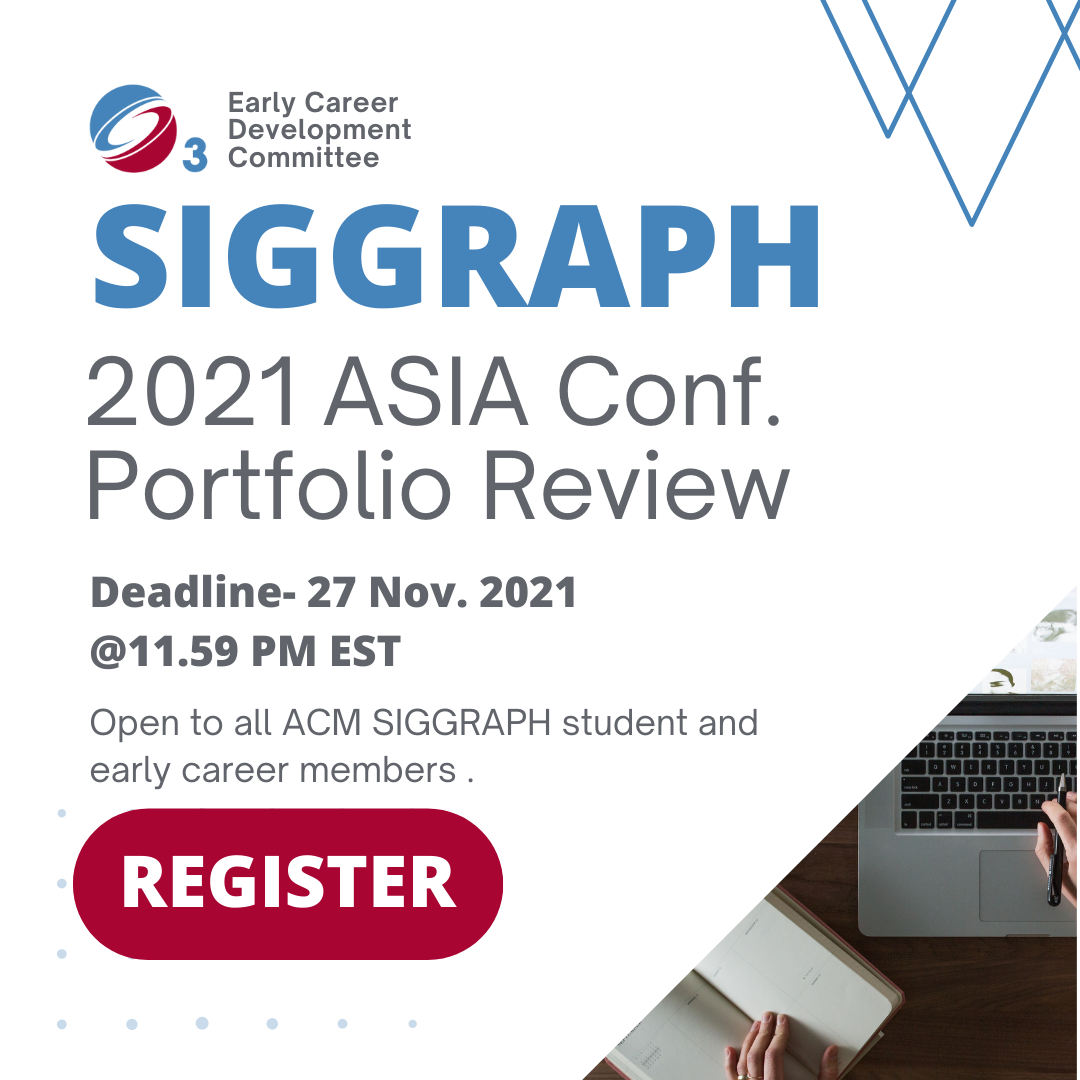 3
Early Career
Development
Committee
SIGGRAPH
2021 ASIA Conf.
Portfolio Review
Deadline- 27 Nov. 2021
@11.59 PM EST
Open to all ACM SIGGRAPH student and
early career members .
REGISTER